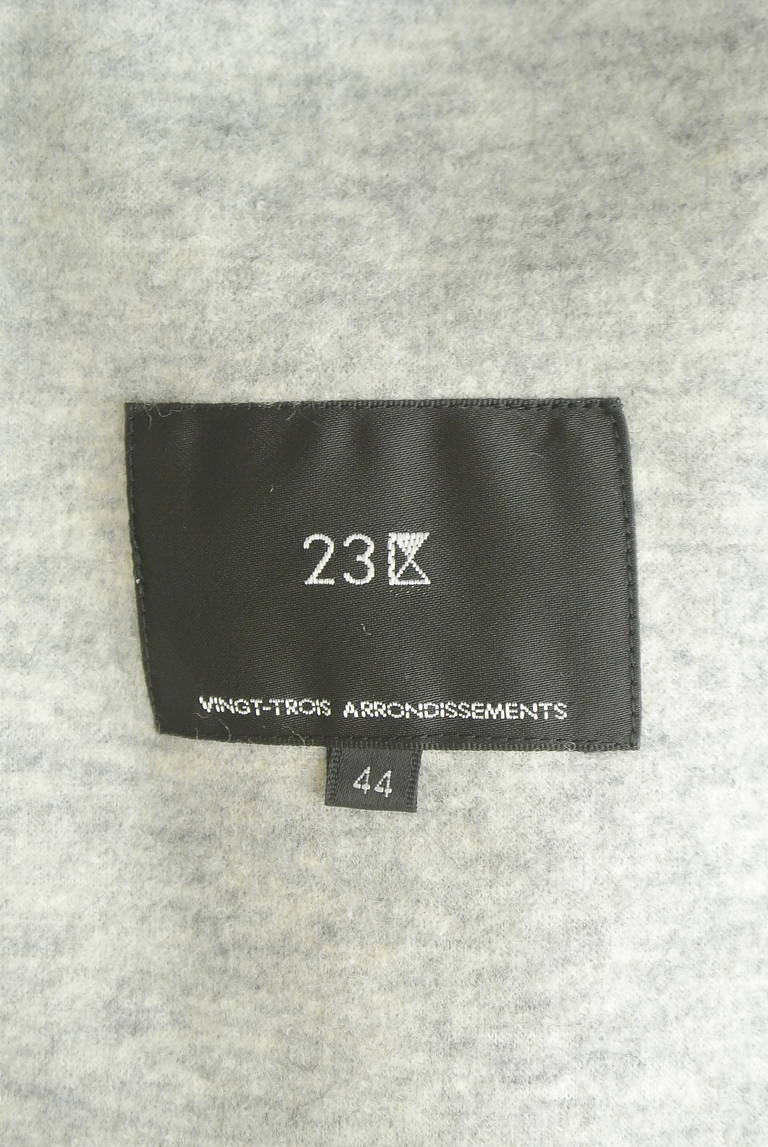 23区
VINGT-TROIS ARRONDISSEMENTS
44